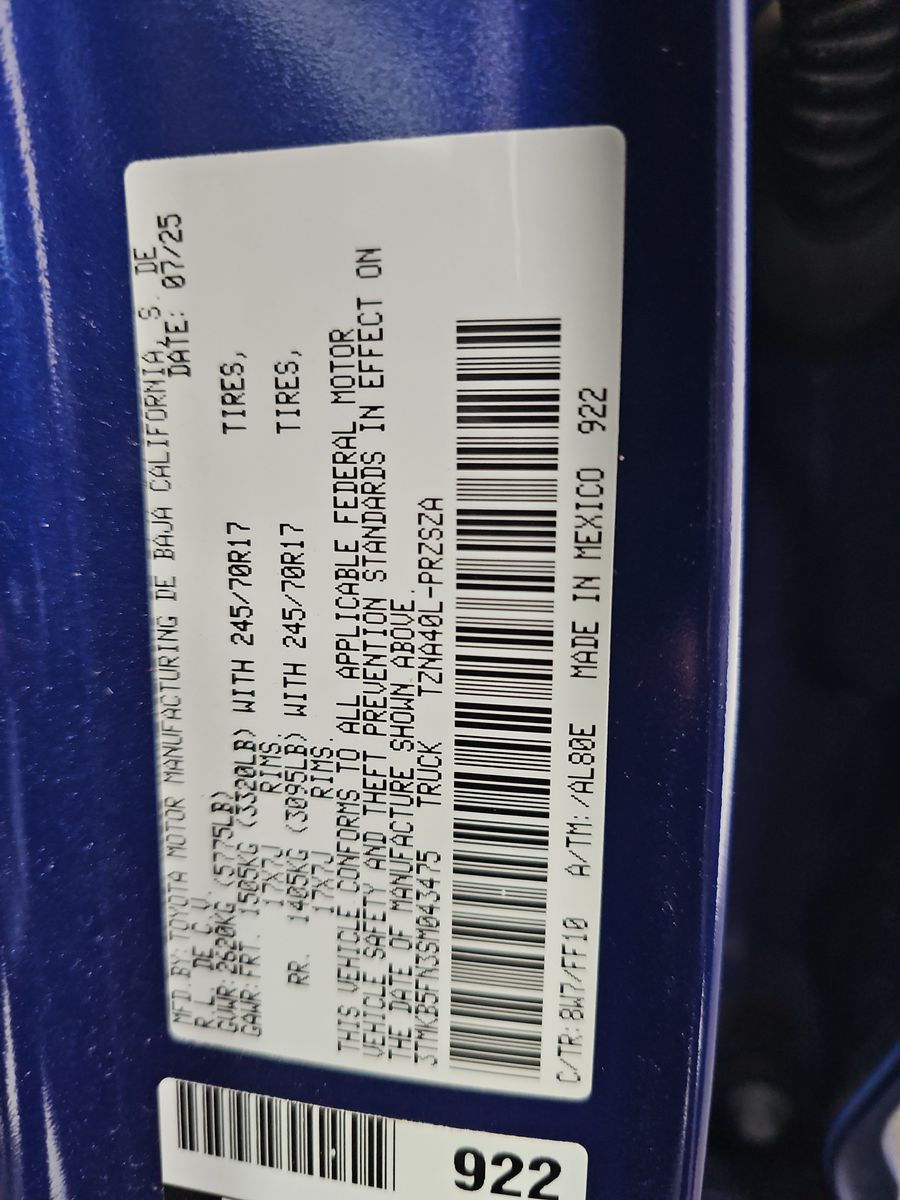 MFD.BY: TOYOTA MOTOR MANUFACTURING DE BAJA CALIFORNIA, S. DE
R.L. DE C.V. DATE: 07/25
GVWR:2620KG (5775LB)
GAWR:FRT. 1505KG (3320LB) WITH 245/70R17 TIRES,
17X7J RIMS,
RR. 1405KG (3095LB) WITH 245/70R17 TIRES,
17X7J RIMS.
THIS VEHICLE CONFORMS TO ALL APPLICABLE FEDERAL MOTOR
VEHICLE SAFETY AND THEFT PREVENTION STANDARDS IN EFFECT ON
THE DATE OF MANUFACTURE SHOWN ABOVE.
3TMKB5FN3SM043475 TRUCK TZNA40L-PRZSZA
C/TR: 8W7/FF10 A/TM: /AL80E MADE IN MEXICO 922
922